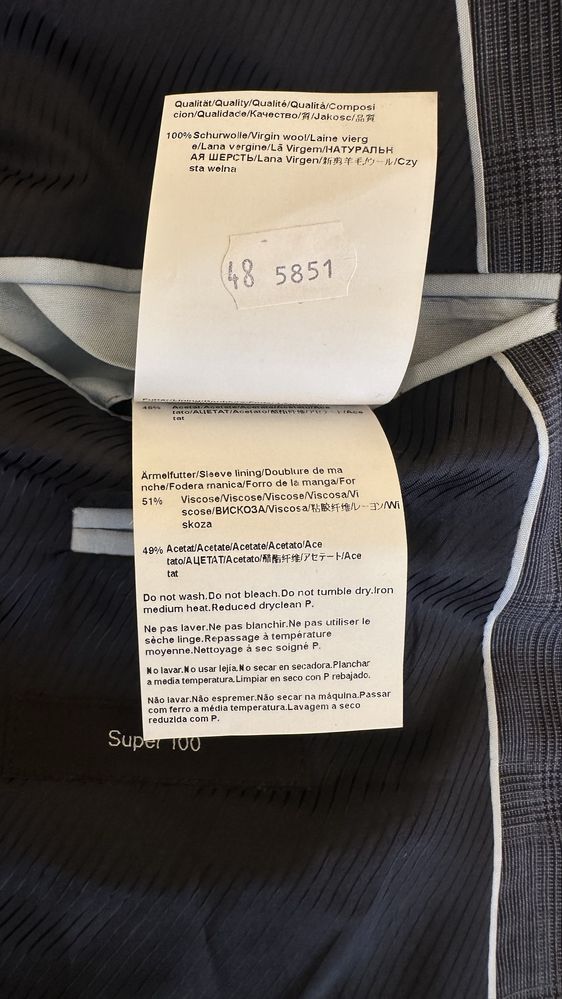 Qualität/Quality/Qualité/Qualità/Composi
cion/Qualidade/Качество/質/Jakosc/品質
100% Schurwolle/Virgin wool/Laine vierg
e/Lana vergine/Lã Virgem/НАТУРАЛЬН
АЯ ШЕРСТЬ/Lana Virgen/新剪羊毛/ウール/Czy
sta welna
48 5851
Acetat/Acetate/Acetate/Acetato/Ace
tato/АЦЕТАТ/Acetato/醋酯纤维/アセテート/Ace
tat
Ärmelfutter/Sleeve lining/Doublure de ma
nche/Fodera manica/Forro de la manga/For
51% Viscose/Viscose/Viscose/Viscosa/Vi
scose/ВИСКОЗА/Viscosa/粘胶纤维/レーヨン/Wi
skoza
49% Acetat/Acetate/Acetate/Acetato/Ace
tato/АЦЕТАТ/Acetato/醋酯纤维/アセテート/Ace
tat
Do not wash.Do not bleach.Do not tumble dry.Iron
medium heat.Reduced dryclean P.
Ne pas laver.Ne pas blanchir.Ne pas utiliser le
sèche linge.Repassage à température
moyenne.Nettoyage à sec soigné P.
No lavar.No usar lejía.No secar en secadora.Planchar
a media temperatura.Limpiar en seco con P rebajado.
Não lavar.Não espremer.Não secar na máquina.Passar
com ferro a média temperatura.Lavagem a seco
reduzida com P.
Super 100